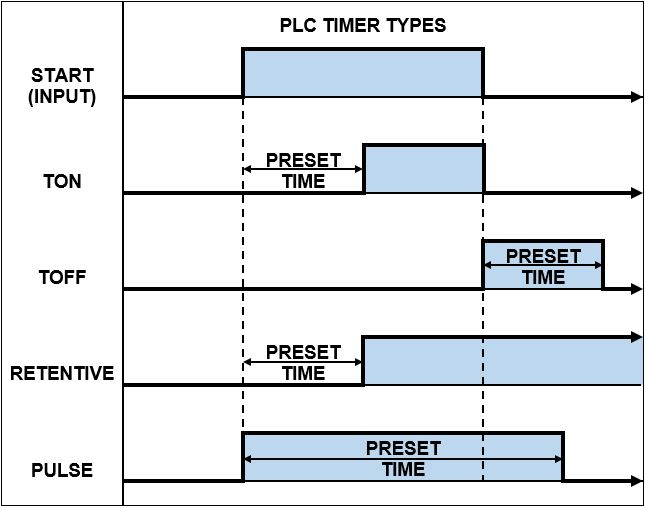 PLC TIMER TYPES
START
(INPUT)
TON
PRESET
TIME
TOFF
PRESET
TIME
RETENTIVE
PRESET
TIME
PULSE
PRESET
TIME